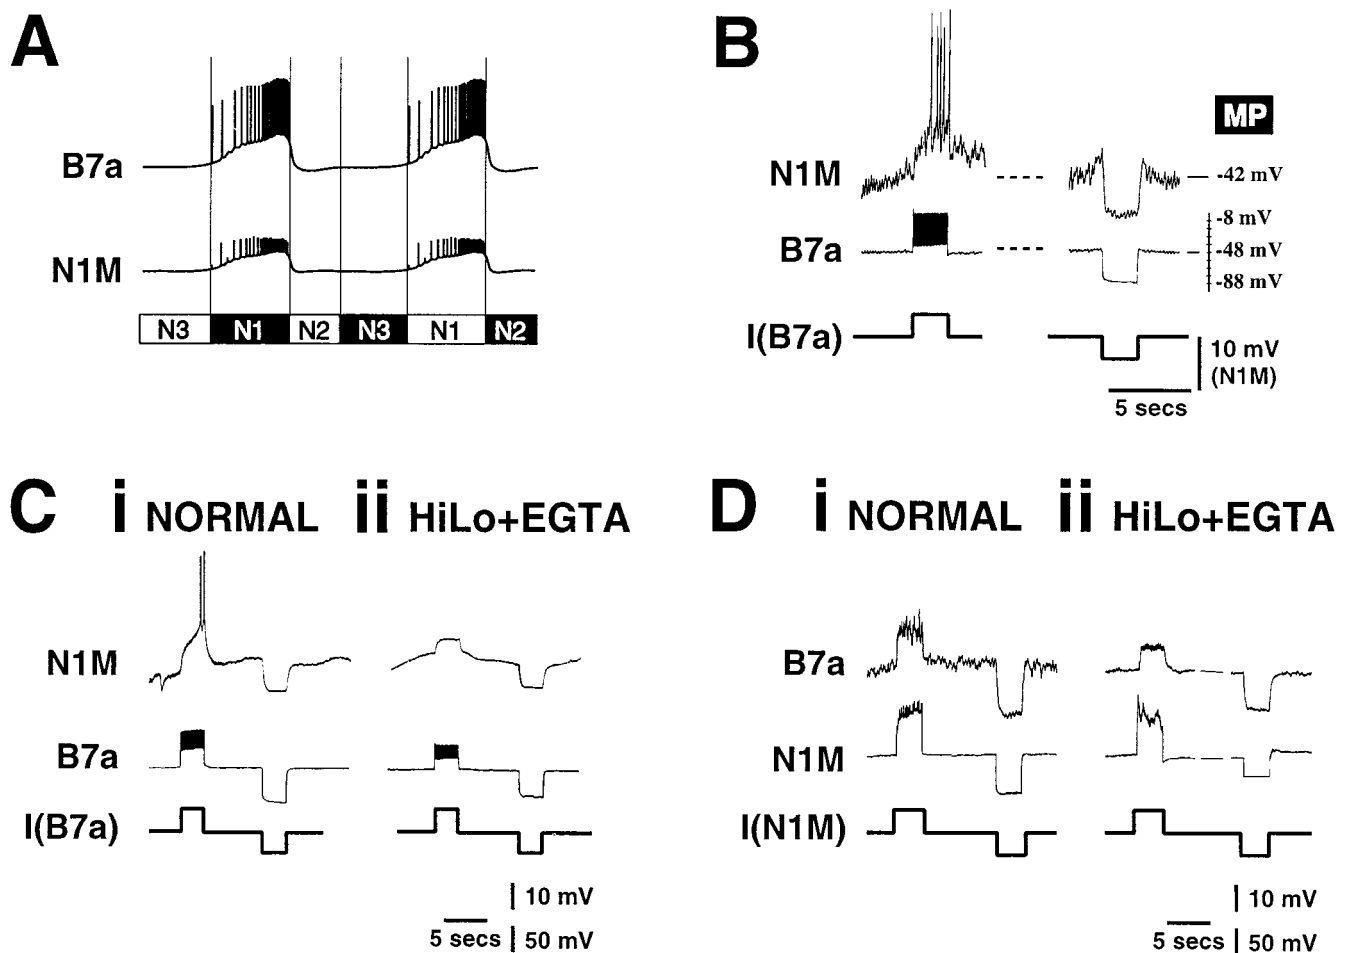 A
B7a
N1M
N3 N1 N2 N3 N1 N2
B
MP
N1M
-42 mV
-8 mV
B7a
-48 mV
-88 mV
I(B7a)
10 mV
(N1M)
5 secs
C i NORMAL ii HiLo+EGTA
N1M
B7a
I(B7a)
10 mV
5 secs 50 mV
D i NORMAL ii HiLo+EGTA
B7a
N1M
I(N1M)
10 mV
5 secs 50 mV